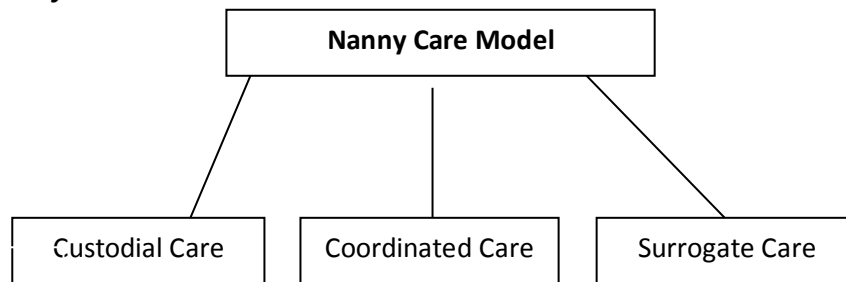 Nanny Care Model
Custodial Care
Coordinated Care
Surrogate Care